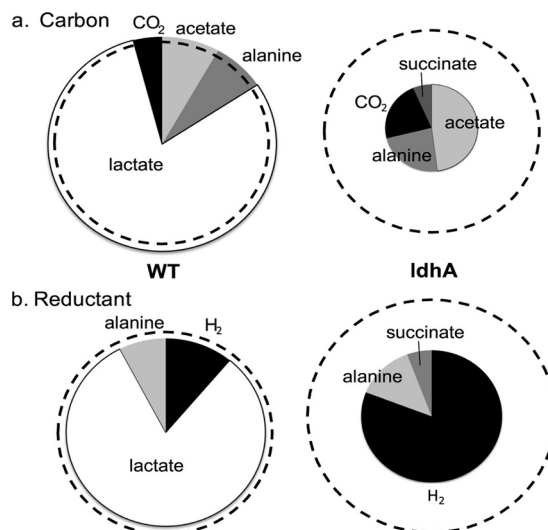 a. Carbon
CO2 acetate
alanine
lactate
succinate
CO2
acetate
alanine
WT
ldhA
b. Reductant
alanine
H2
lactate
succinate
alanine
H2